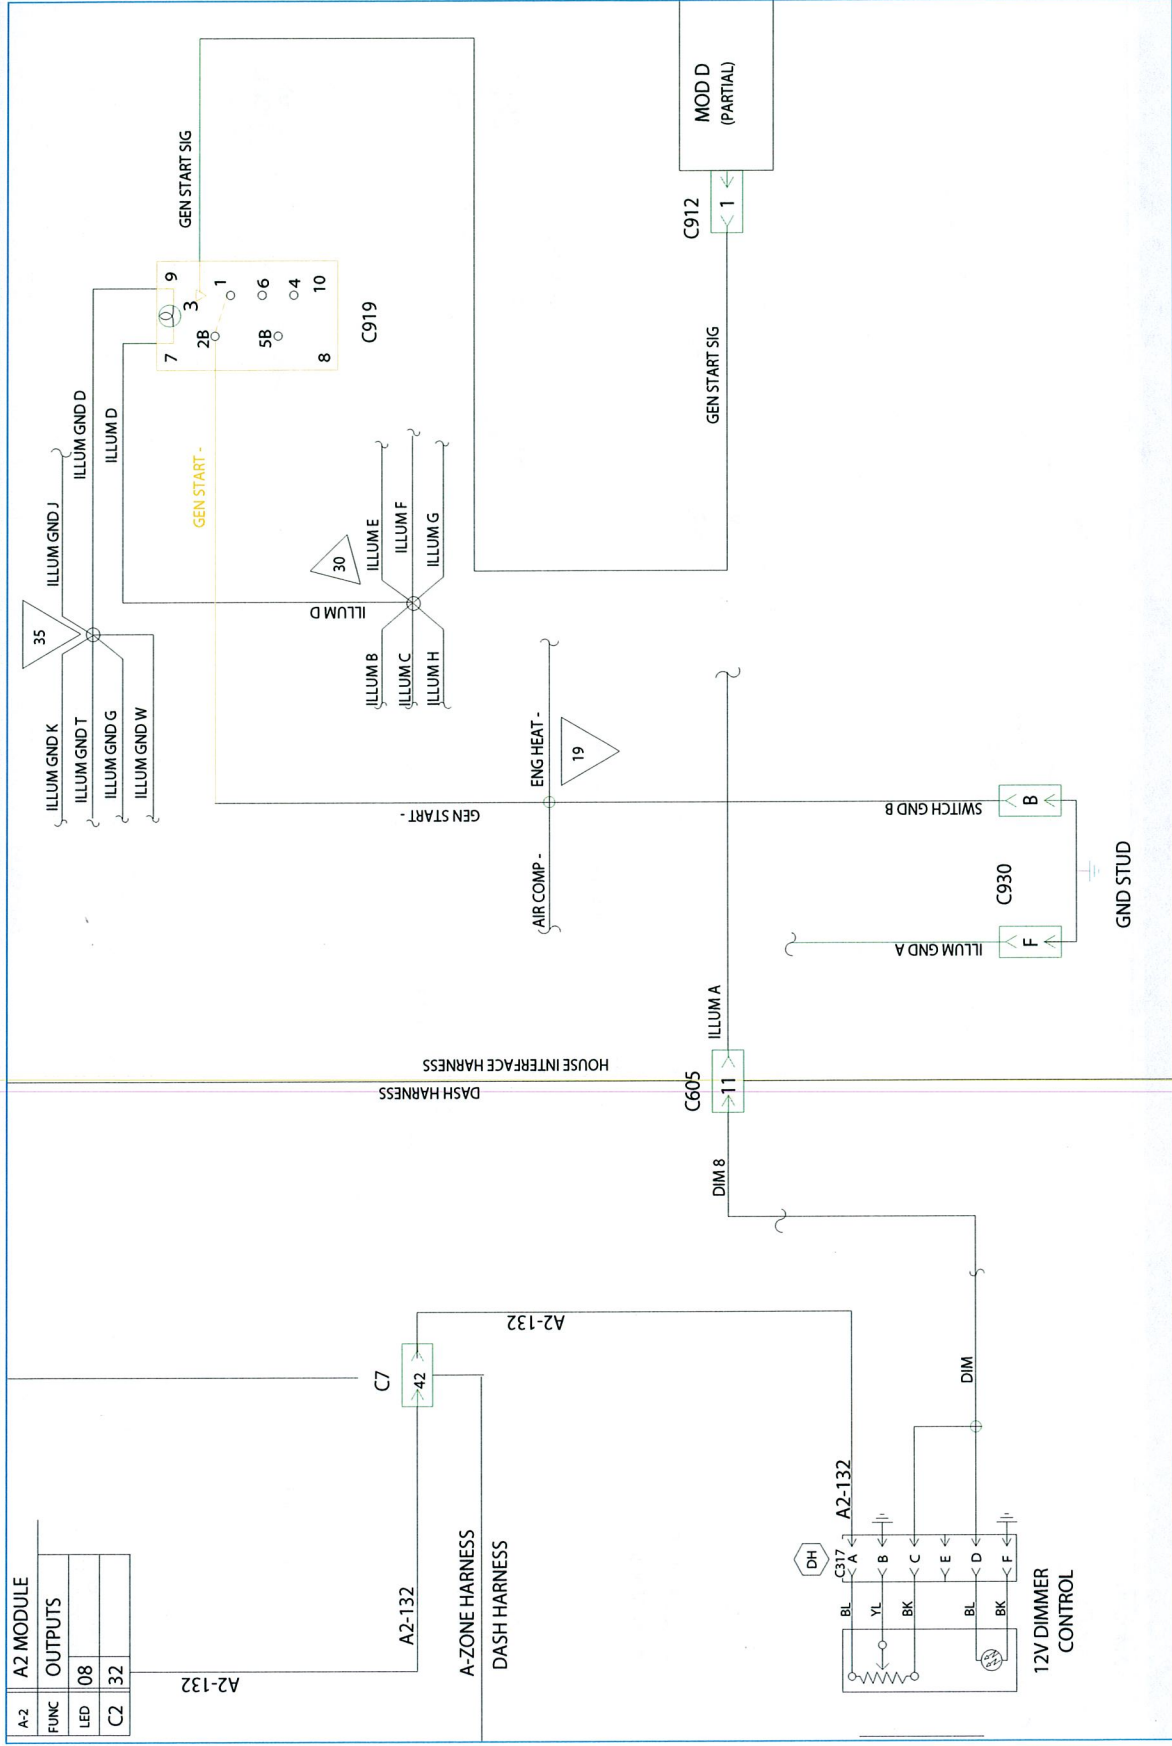 A-2
A2 MODULE
FUNC
OUTPUTS
LED
08
C2
32
A2-132
A2-132
C7
42
A2-132
A2-132
A-ZONE HARNESS
DASH HARNESS
DH
C317
A
B
C
E
D
F
BL
YL
BK
BL
BK
12V DIMMER
CONTROL
DIM
DIM 8
C605
11
ILLUM A
DASH HARNESS
HOUSE INTERFACE HARNESS
ILLUM GND A
F
C930
B
SWITCH GND B
GND STUD
AIR COMP -
ENG HEAT -
19
GEN START -
GEN START -
ILLUM GND K
ILLUM GND T
ILLUM GND G
ILLUM GND W
35
ILLUM GND J
ILLUM GND D
ILLUM D
ILLUM D
30
ILLUM B
ILLUM C
ILLUM H
ILLUM E
ILLUM F
ILLUM G
7
9
3
2B
1
6
5B
4
8
10
C919
GEN START SIG
GEN START SIG
C912
1
MOD D
(PARTIAL)